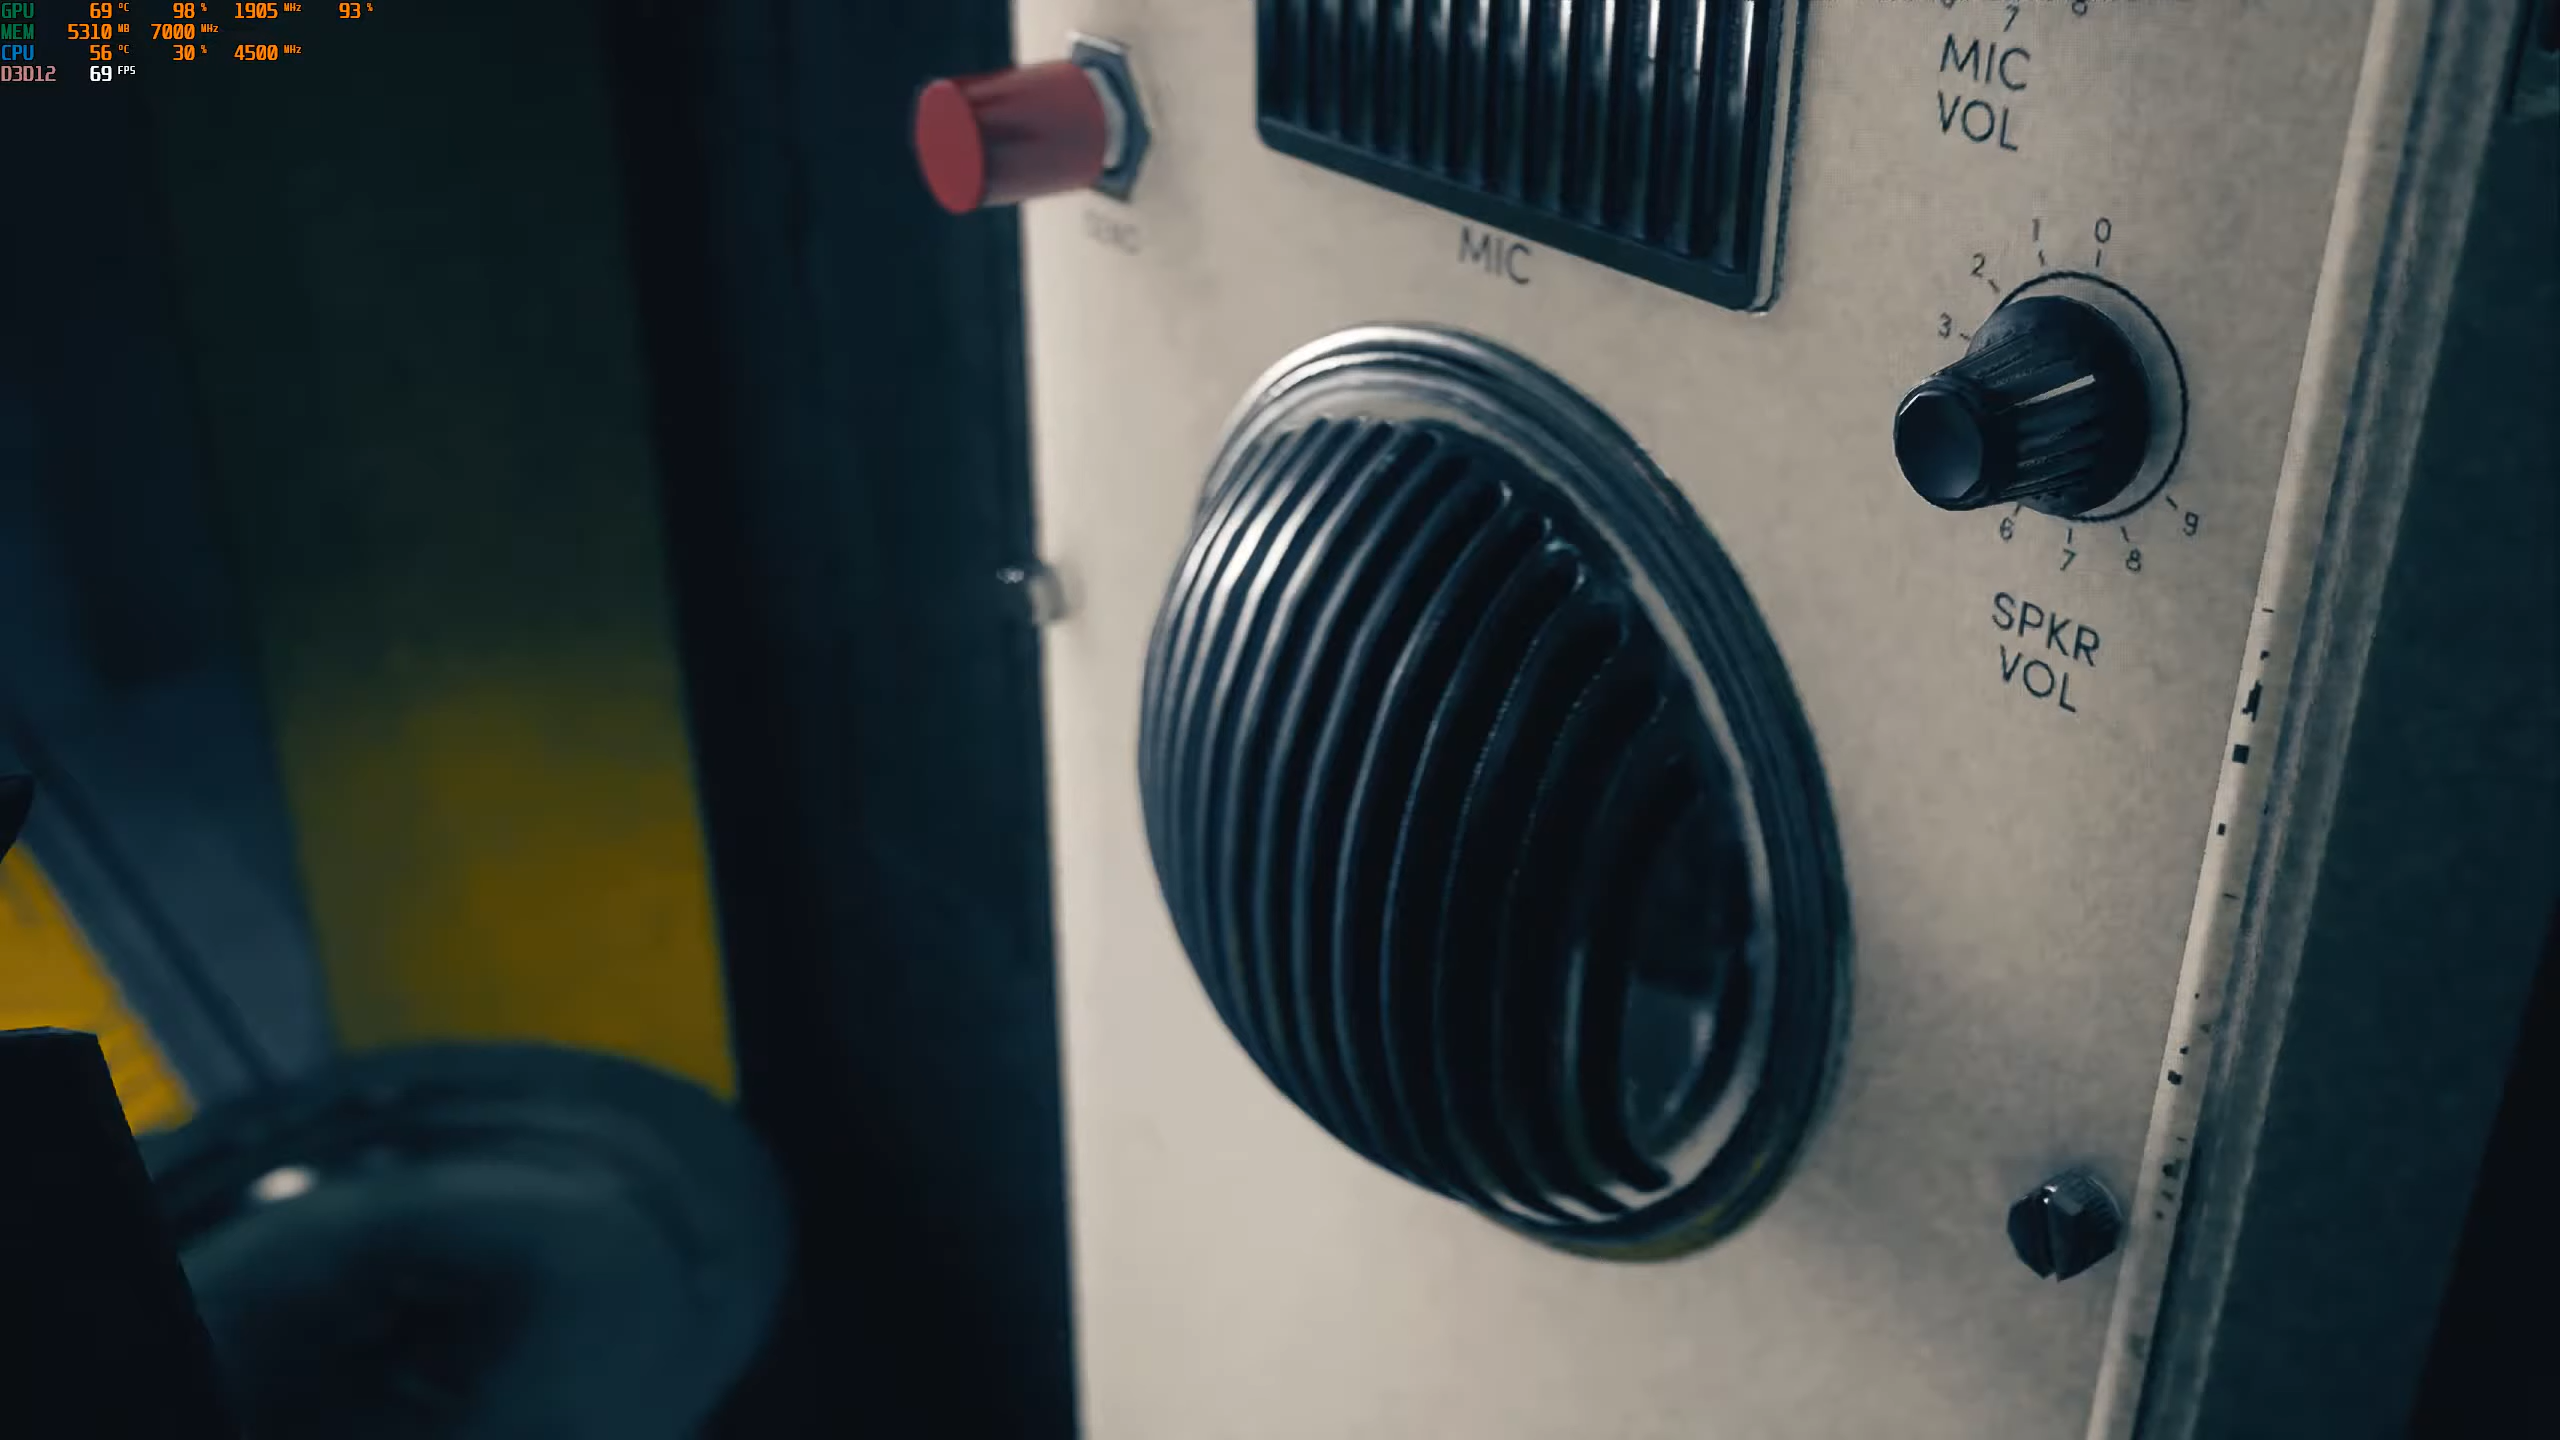 GPU 69 °C 98 % 1905 MHz 93 %
MEM 5310 MB 7000 MHz
CPU 56 °C 30 % 4500 MHz
D3D12 69 FPS
7 8
MIC
VOL
MIC
1 0
2
3
6 7 8 9
SPKR
VOL